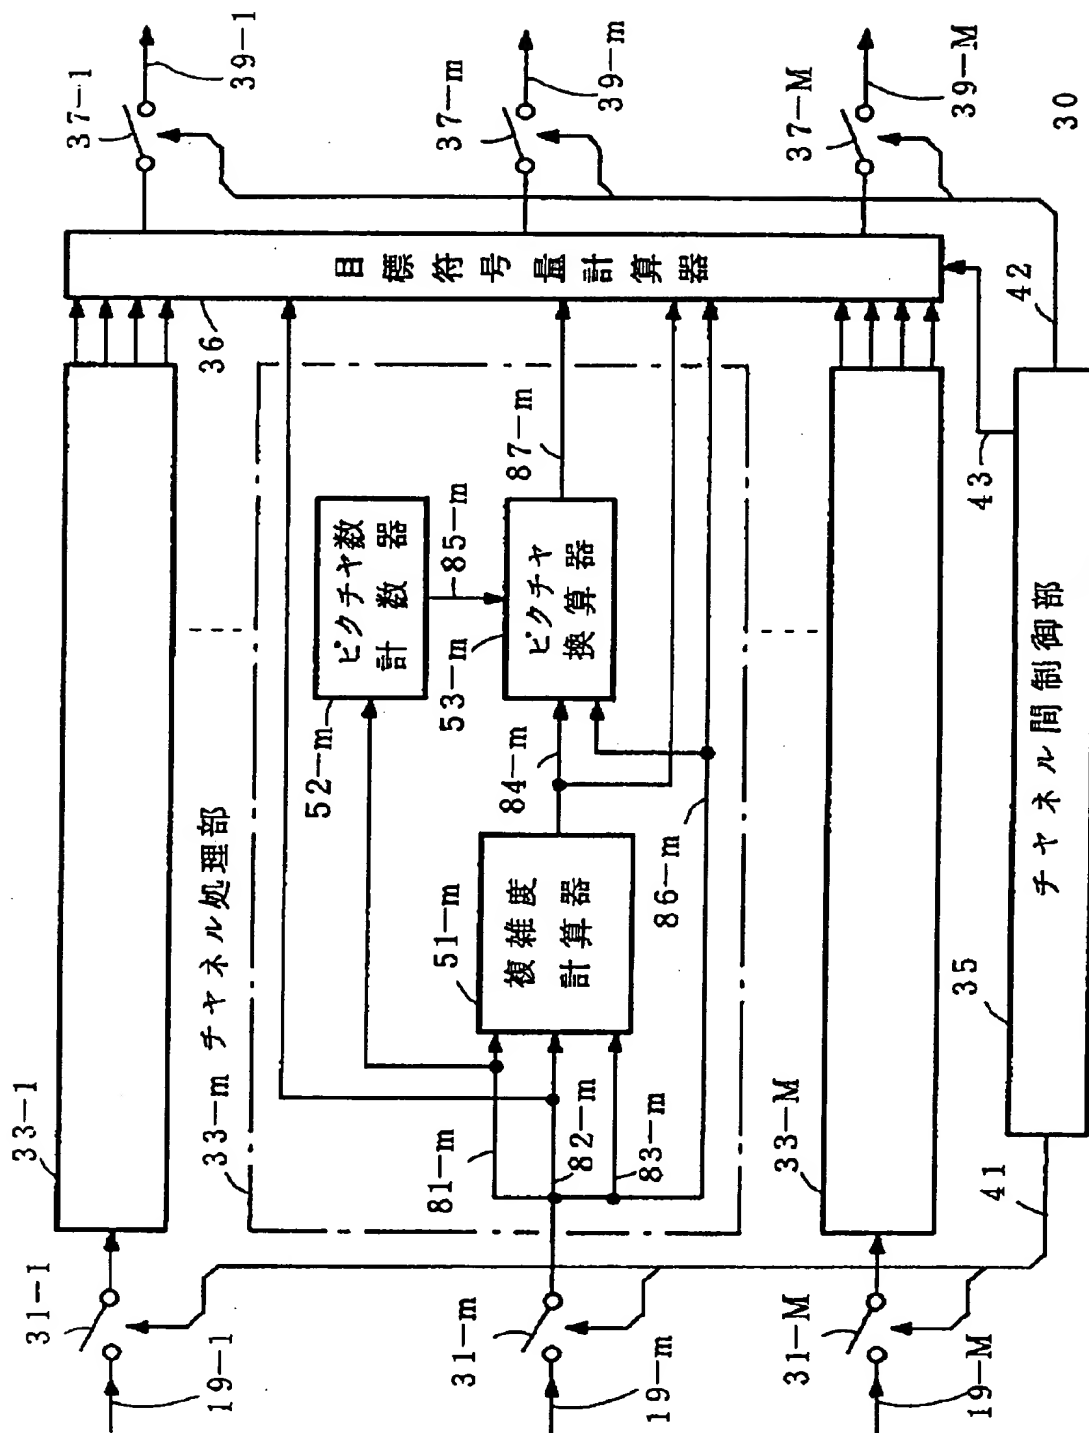 19-1
31-1
33-1
36
37-1
39-1
33-m チャネル処理部
52-m
ピクチャ数
計数器
85-m
53-m
ピクチャ
換算器
87-m
目標符号量計算器
37-m
39-m
19-m
31-m
81-m
82-m
83-m
51-m
複雑度
計算器
84-m
86-m
19-M
31-M
33-M
37-M
39-M
41
35
チャネル間制御部
43
42
30